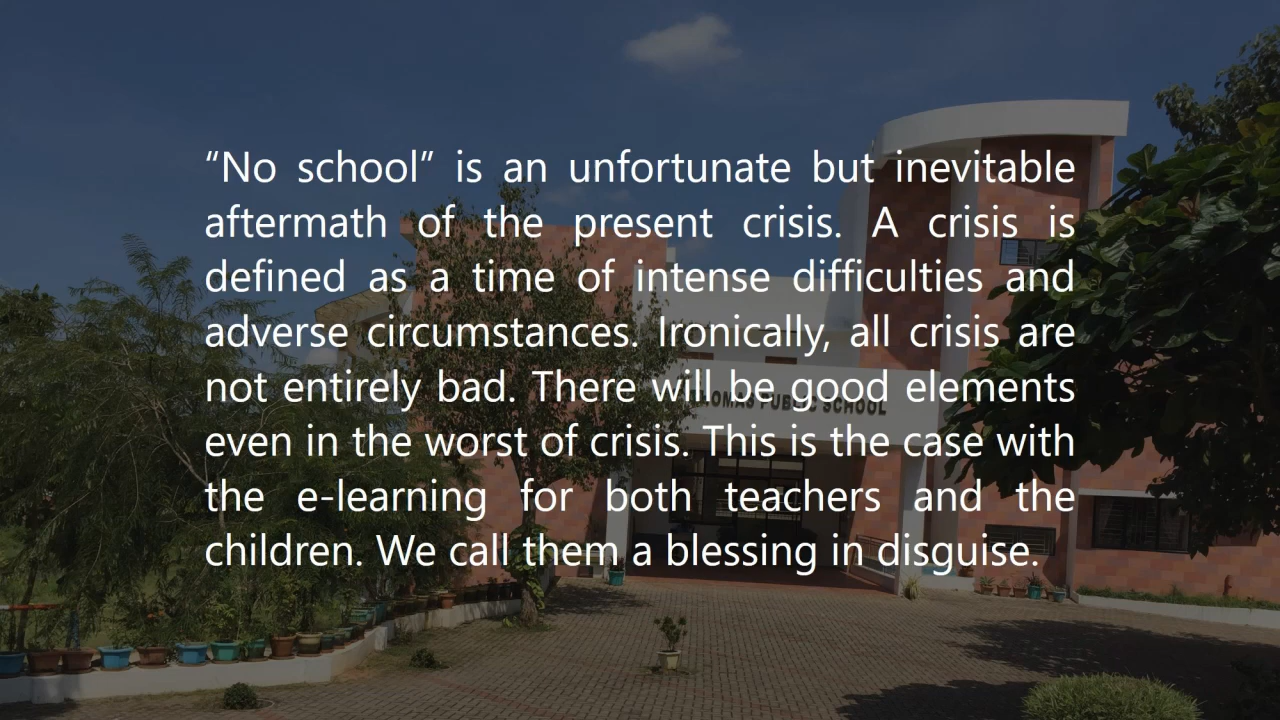 “No school” is an unfortunate but inevitable
aftermath of the present crisis. A crisis is
defined as a time of intense difficulties and
adverse circumstances. Ironically, all crisis are
not entirely bad. There will be good elements
even in the worst of crisis. This is the case with
the e-learning for both teachers and the
children. We call them a blessing in disguise.
PUBLIC SCHOOL